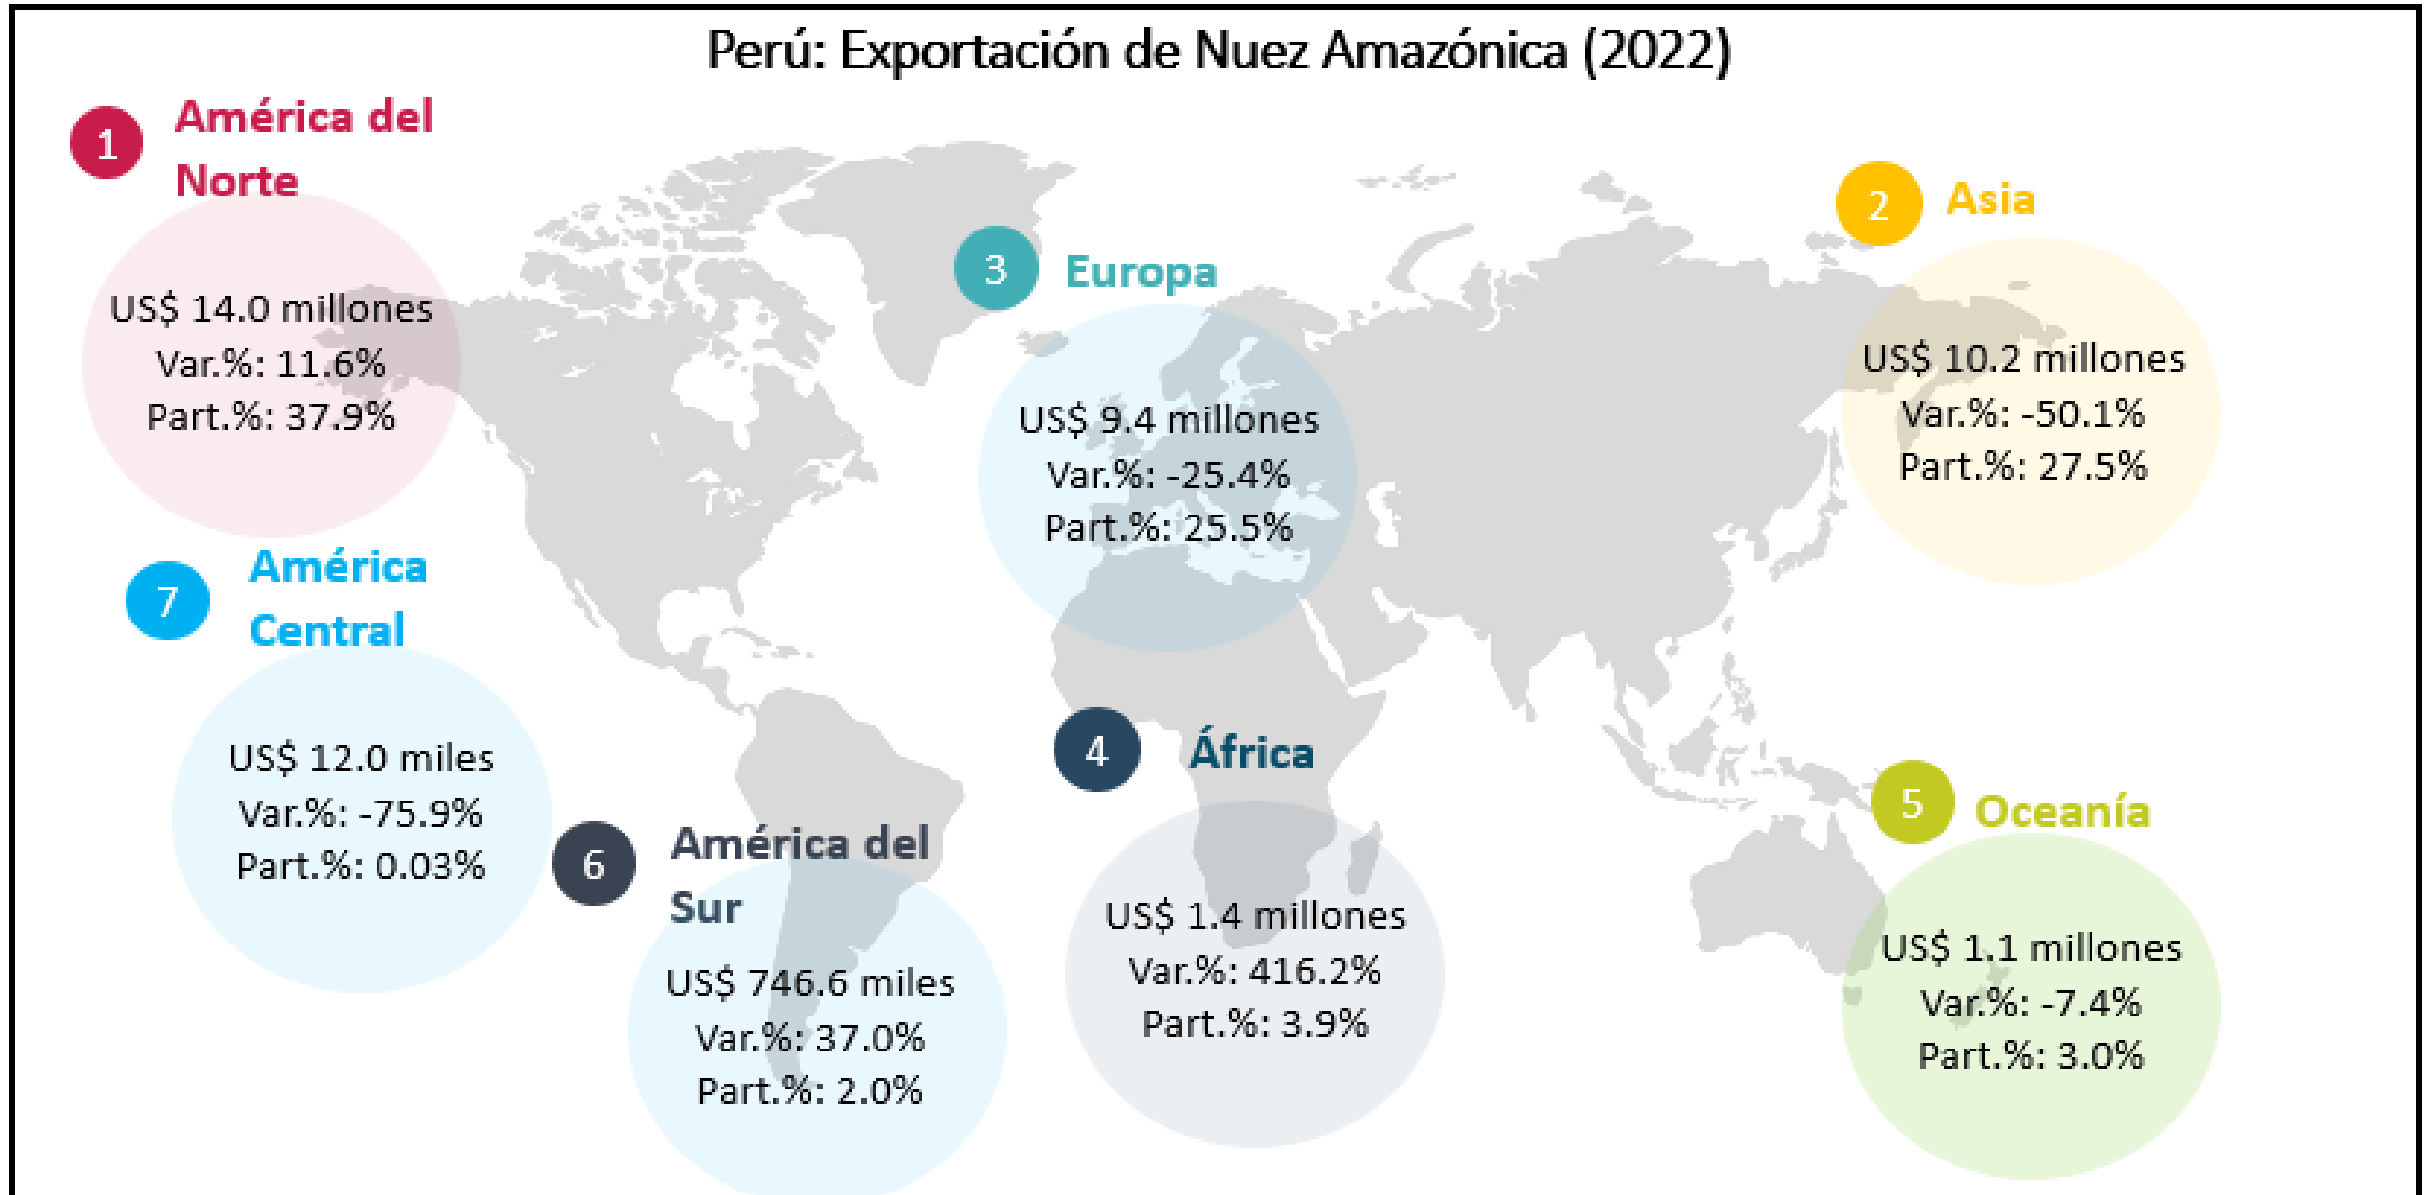 Perú: Exportación de Nuez Amazónica (2022)
1
América del
Norte
US$ 14.0 millones
Var.%: 11.6%
Part.%: 37.9%
2
Asia
US$ 10.2 millones
Var.%: -50.1%
Part.%: 27.5%
3
Europa
US$ 9.4 millones
Var.%: -25.4%
Part.%: 25.5%
4
África
US$ 1.4 millones
Var.%: 416.2%
Part.%: 3.9%
5
Oceanía
US$ 1.1 millones
Var.%: -7.4%
Part.%: 3.0%
6
América del
Sur
US$ 746.6 miles
Var.%: 37.0%
Part.%: 2.0%
7
América
Central
US$ 12.0 miles
Var.%: -75.9%
Part.%: 0.03%